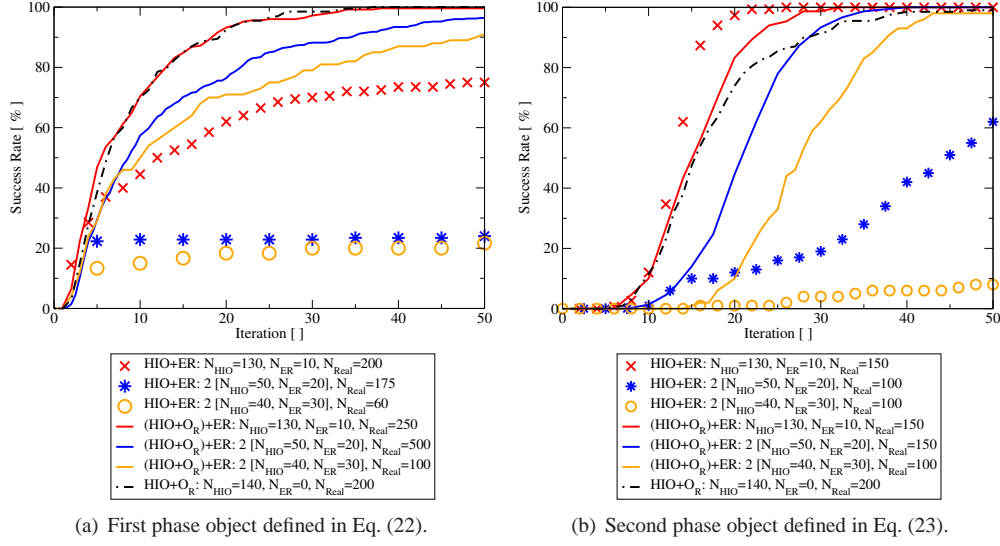 100
80
60
40
20
0
Success Rate [ % ]
0 10 20 30 40 50
Iteration [ ]
HIO+ER: N_HIO=130, N_ER=10, N_Real=200
HIO+ER: 2 [N_HIO=50, N_ER=20], N_Real=175
HIO+ER: 2 [N_HIO=40, N_ER=30], N_Real=60
(HIO+O_R)+ER: N_HIO=130, N_ER=10, N_Real=250
(HIO+O_R)+ER: 2 [N_HIO=50, N_ER=20], N_Real=500
(HIO+O_R)+ER: 2 [N_HIO=40, N_ER=30], N_Real=100
HIO+O_R: N_HIO=140, N_ER=0, N_Real=200
(a) First phase object defined in Eq. (22).
100
80
60
40
20
0
Success Rate [ % ]
0 10 20 30 40 50
Iteration [ ]
HIO+ER: N_HIO=130, N_ER=10, N_Real=150
HIO+ER: 2 [N_HIO=50, N_ER=20], N_Real=100
HIO+ER: 2 [N_HIO=40, N_ER=30], N_Real=100
(HIO+O_R)+ER: N_HIO=130, N_ER=10, N_Real=150
(HIO+O_R)+ER: 2 [N_HIO=50, N_ER=20], N_Real=150
(HIO+O_R)+ER: 2 [N_HIO=40, N_ER=30], N_Real=100
HIO+O_R: N_HIO=140, N_ER=0, N_Real=200
(b) Second phase object defined in Eq. (23).